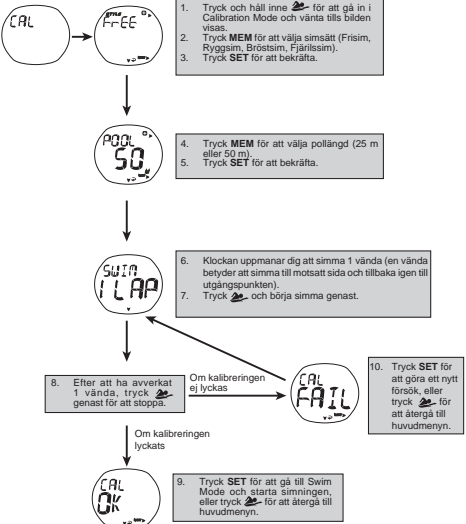 CAL
STYLE
FrEE
1. Tryck och håll inne för att gå in i
Calibration Mode och vänta tills bilden
visas.
2. Tryck MEM för att välja simsätt (Frisim,
Ryggsim, Bröstsim, Fjärilssim).
3. Tryck SET för att bekräfta.
POOL
50
4. Tryck MEM för att välja pollängd (25 m
eller 50 m).
5. Tryck SET för att bekräfta.
SWIM
1 LAP
6. Klockan uppmanar dig att simma 1 vända (en vända
betyder att simma till motsatt sida och tillbaka igen till
utgångspunkten).
7. Tryck och börja simma genast.
8. Efter att ha avverkat
1 vända, tryck
genast för att stoppa.
Om kalibreringen
ej lyckas
CAL
FAIL
10. Tryck SET för
att göra ett nytt
försök, eller
tryck för
att återgå till
huvudmenyn.
Om kalibreringen
lyckats
CAL
OK
9. Tryck SET för att gå till Swim
Mode och starta simningen,
eller tryck för att återgå till
huvudmenyn.